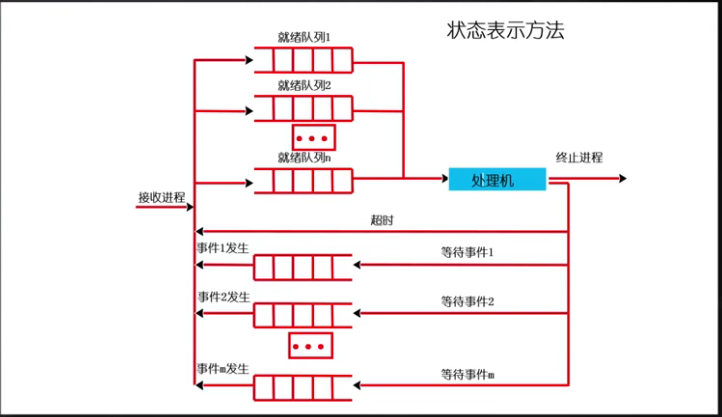 状态表示方法
就绪队列1
就绪队列2
就绪队列n
终止进程
处理机
接收进程
超时
事件1发生
等待事件1
事件2发生
等待事件2
事件m发生
等待事件m